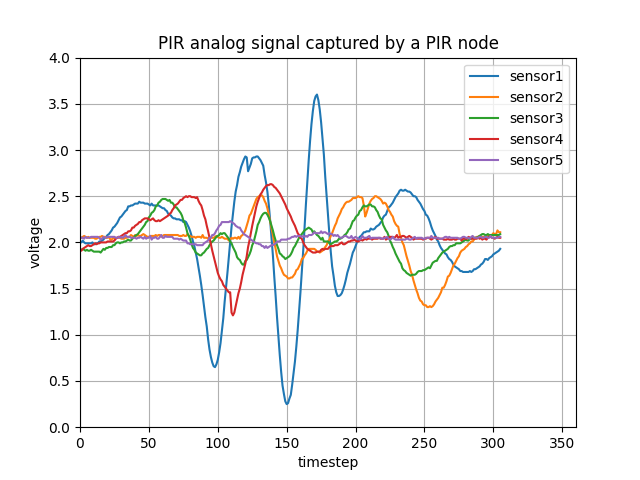 PIR analog signal captured by a PIR node
4.0
3.5
3.0
2.5
2.0
1.5
1.0
0.5
0.0
voltage
sensor1
sensor2
sensor3
sensor4
sensor5
0 50 100 150 200 250 300 350
timestep